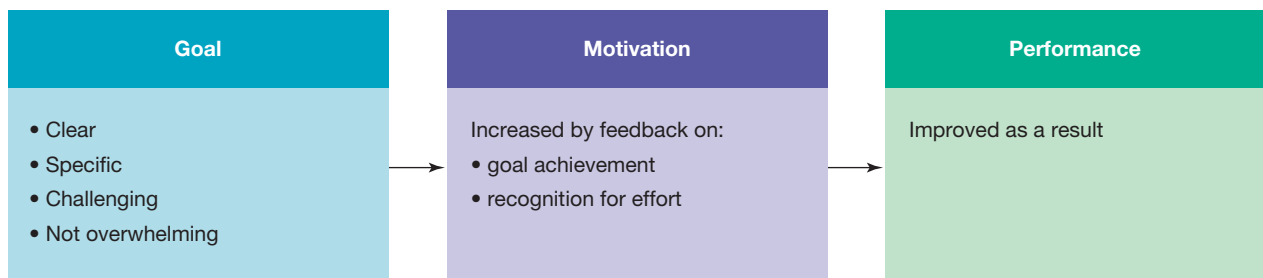 Goal
• Clear
• Specific
• Challenging
• Not overwhelming
Motivation
Increased by feedback on:
• goal achievement
• recognition for effort
Performance
Improved as a result